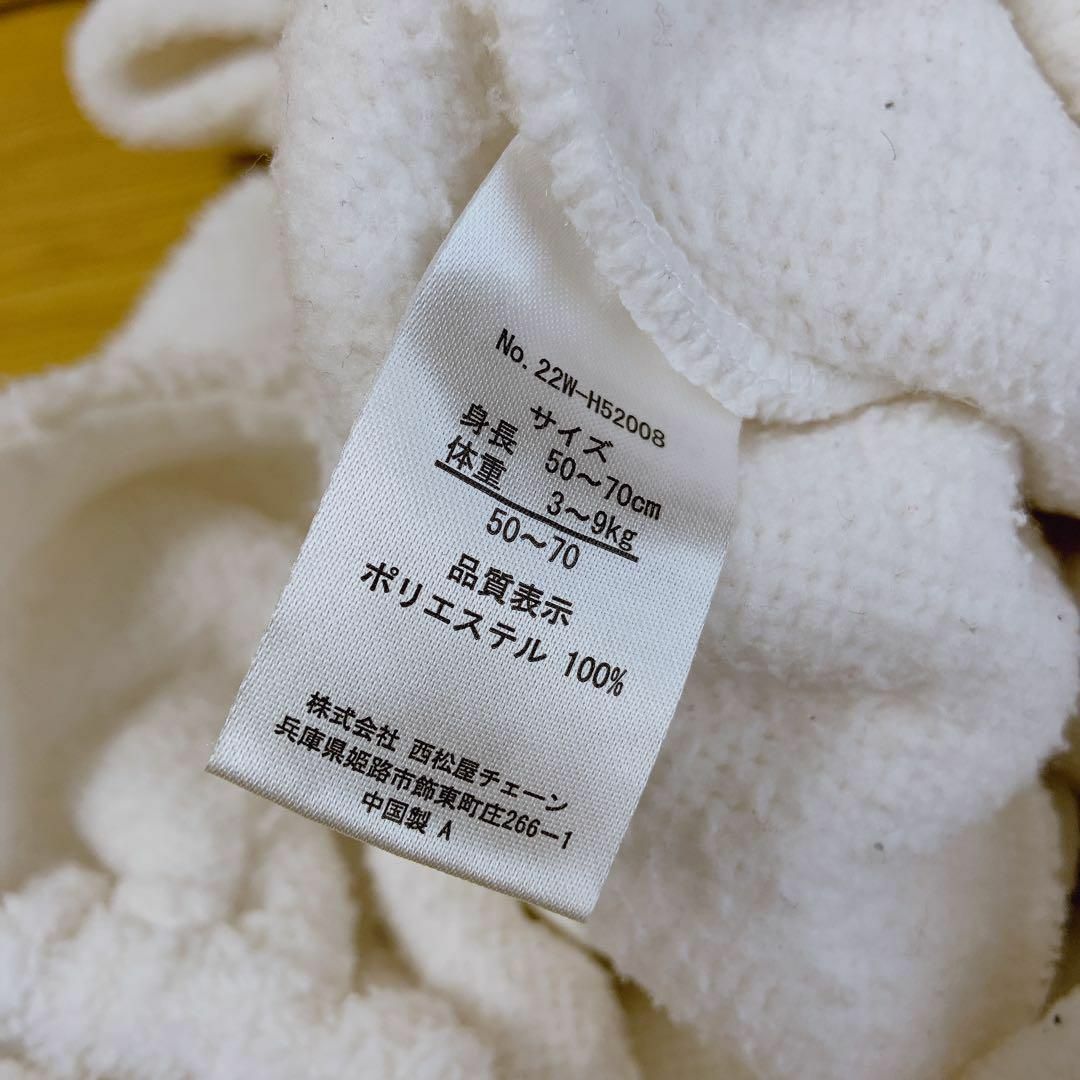 No.22W-H52008
サイズ
身長 50～70cm
体重 3～9kg
50～70
品質表示
ポリエステル 100%
株式会社 西松屋チェーン
兵庫県姫路市飾東町庄266ー1
中国製 A